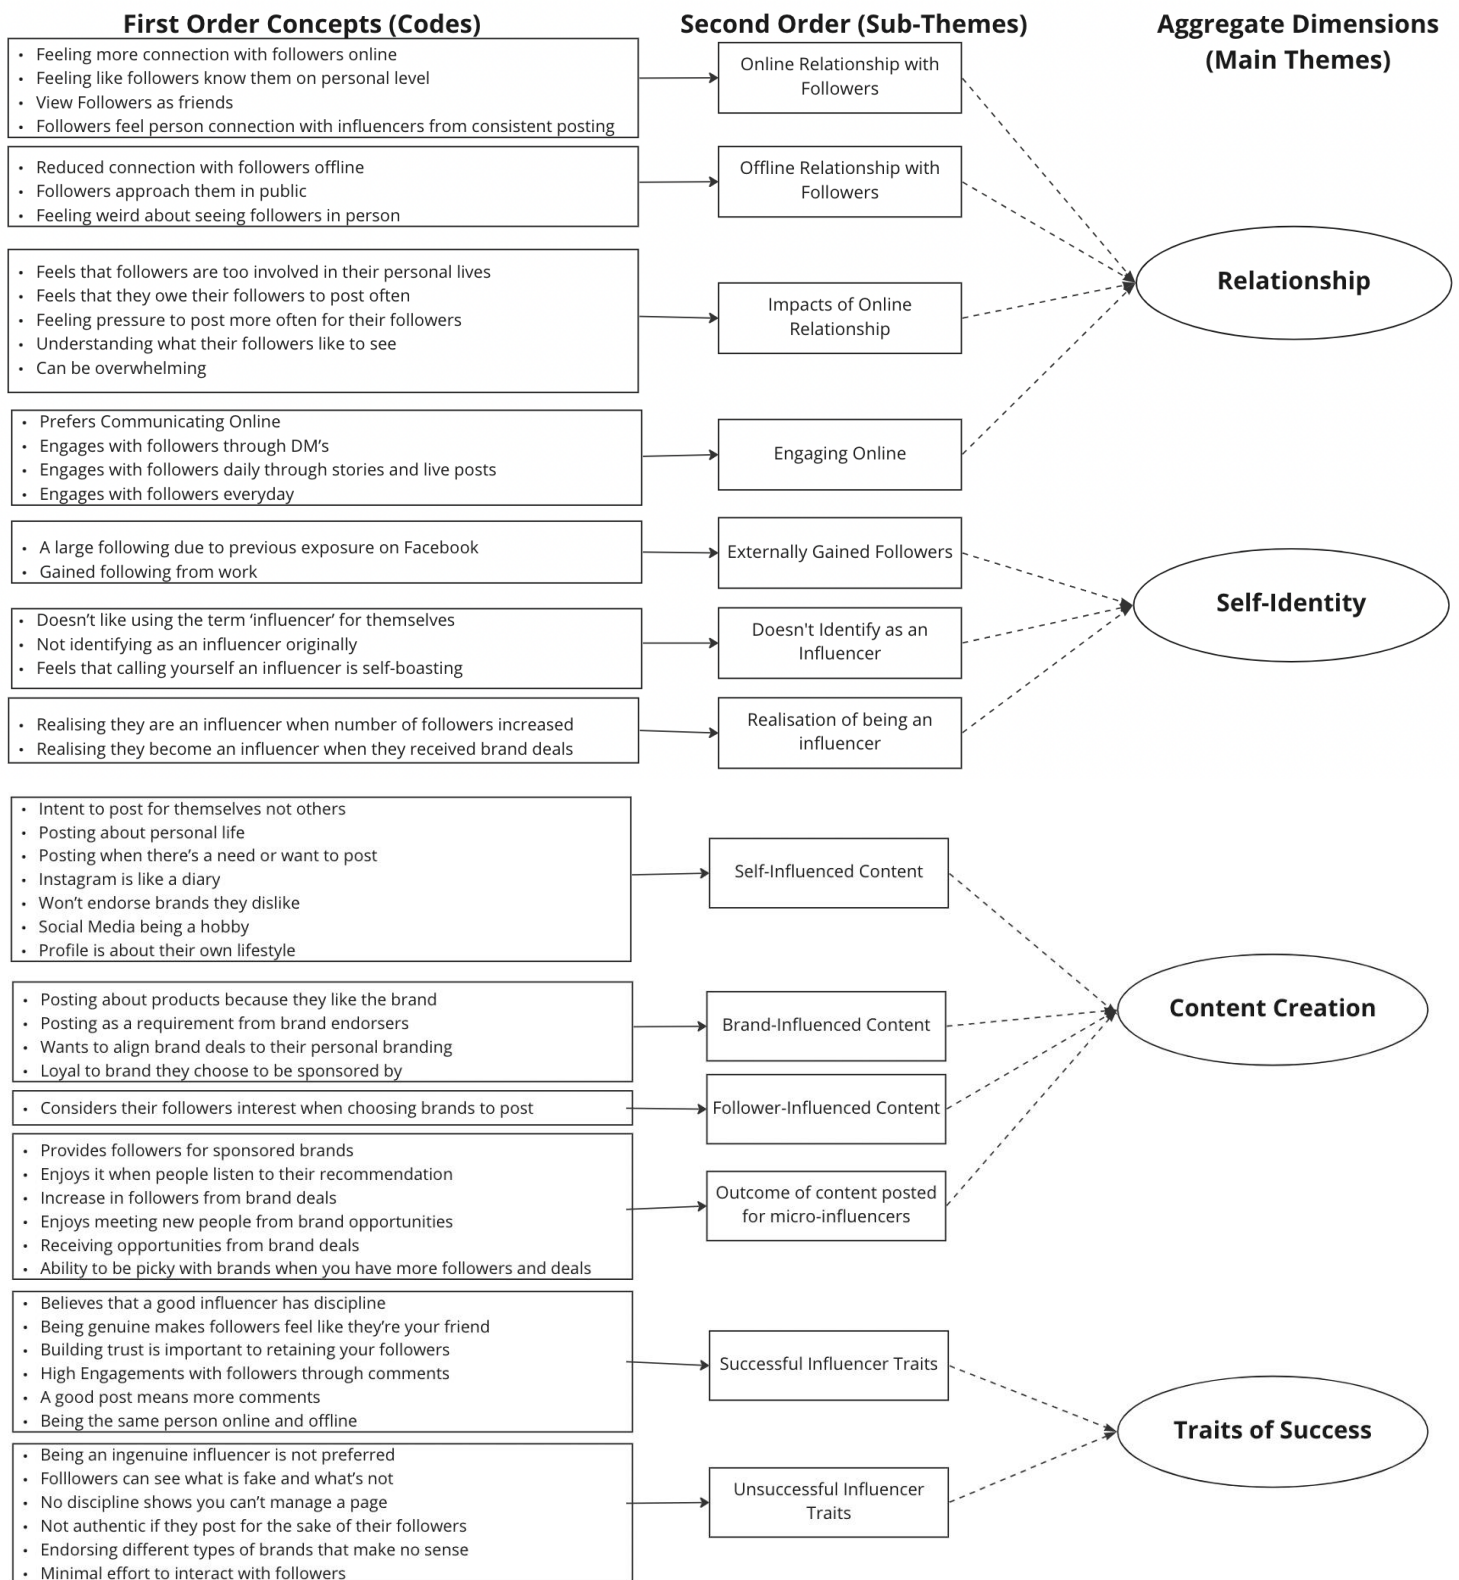 First Order Concepts (Codes)
Second Order (Sub-Themes)
Aggregate Dimensions
(Main Themes)
• Feeling more connection with followers online
• Feeling like followers know them on personal level
• View Followers as friends
• Followers feel person connection with influencers from consistent posting
Online Relationship with
Followers
• Reduced connection with followers offline
• Followers approach them in public
• Feeling weird about seeing followers in person
Offline Relationship with
Followers
• Feels that followers are too involved in their personal lives
• Feels that they owe their followers to post often
• Feeling pressure to post more often for their followers
• Understanding what their followers like to see
• Can be overwhelming
Impacts of Online
Relationship
• Prefers Communicating Online
• Engages with followers through DM’s
• Engages with followers daily through stories and live posts
• Engages with followers everyday
Engaging Online
Relationship
• A large following due to previous exposure on Facebook
• Gained following from work
Externally Gained Followers
• Doesn’t like using the term ‘influencer’ for themselves
• Not identifying as an influencer originally
• Feels that calling yourself an influencer is self-boasting
Doesn't Identify as an
Influencer
• Realising they are an influencer when number of followers increased
• Realising they become an influencer when they received brand deals
Realisation of being an
influencer
Self-Identity
• Intent to post for themselves not others
• Posting about personal life
• Posting when there’s a need or want to post
• Instagram is like a diary
• Won’t endorse brands they dislike
• Social Media being a hobby
• Profile is about their own lifestyle
Self-Influenced Content
• Posting about products because they like the brand
• Posting as a requirement from brand endorsers
• Wants to align brand deals to their personal branding
• Loyal to brand they choose to be sponsored by
Brand-Influenced Content
• Considers their followers interest when choosing brands to post
Follower-Influenced Content
• Provides followers for sponsored brands
• Enjoys it when people listen to their recommendation
• Increase in followers from brand deals
• Enjoys meeting new people from brand opportunities
• Receiving opportunities from brand deals
• Ability to be picky with brands when you have more followers and deals
Outcome of content posted
for micro-influencers
Content Creation
• Believes that a good influencer has discipline
• Being genuine makes followers feel like they’re your friend
• Building trust is important to retaining your followers
• High Engagements with followers through comments
• A good post means more comments
• Being the same person online and offline
Successful Influencer Traits
• Being an ingenuine influencer is not preferred
• Folllowers can see what is fake and what’s not
• No discipline shows you can’t manage a page
• Not authentic if they post for the sake of their followers
• Endorsing different types of brands that make no sense
• Minimal effort to interact with followers
Unsuccessful Influencer
Traits
Traits of Success